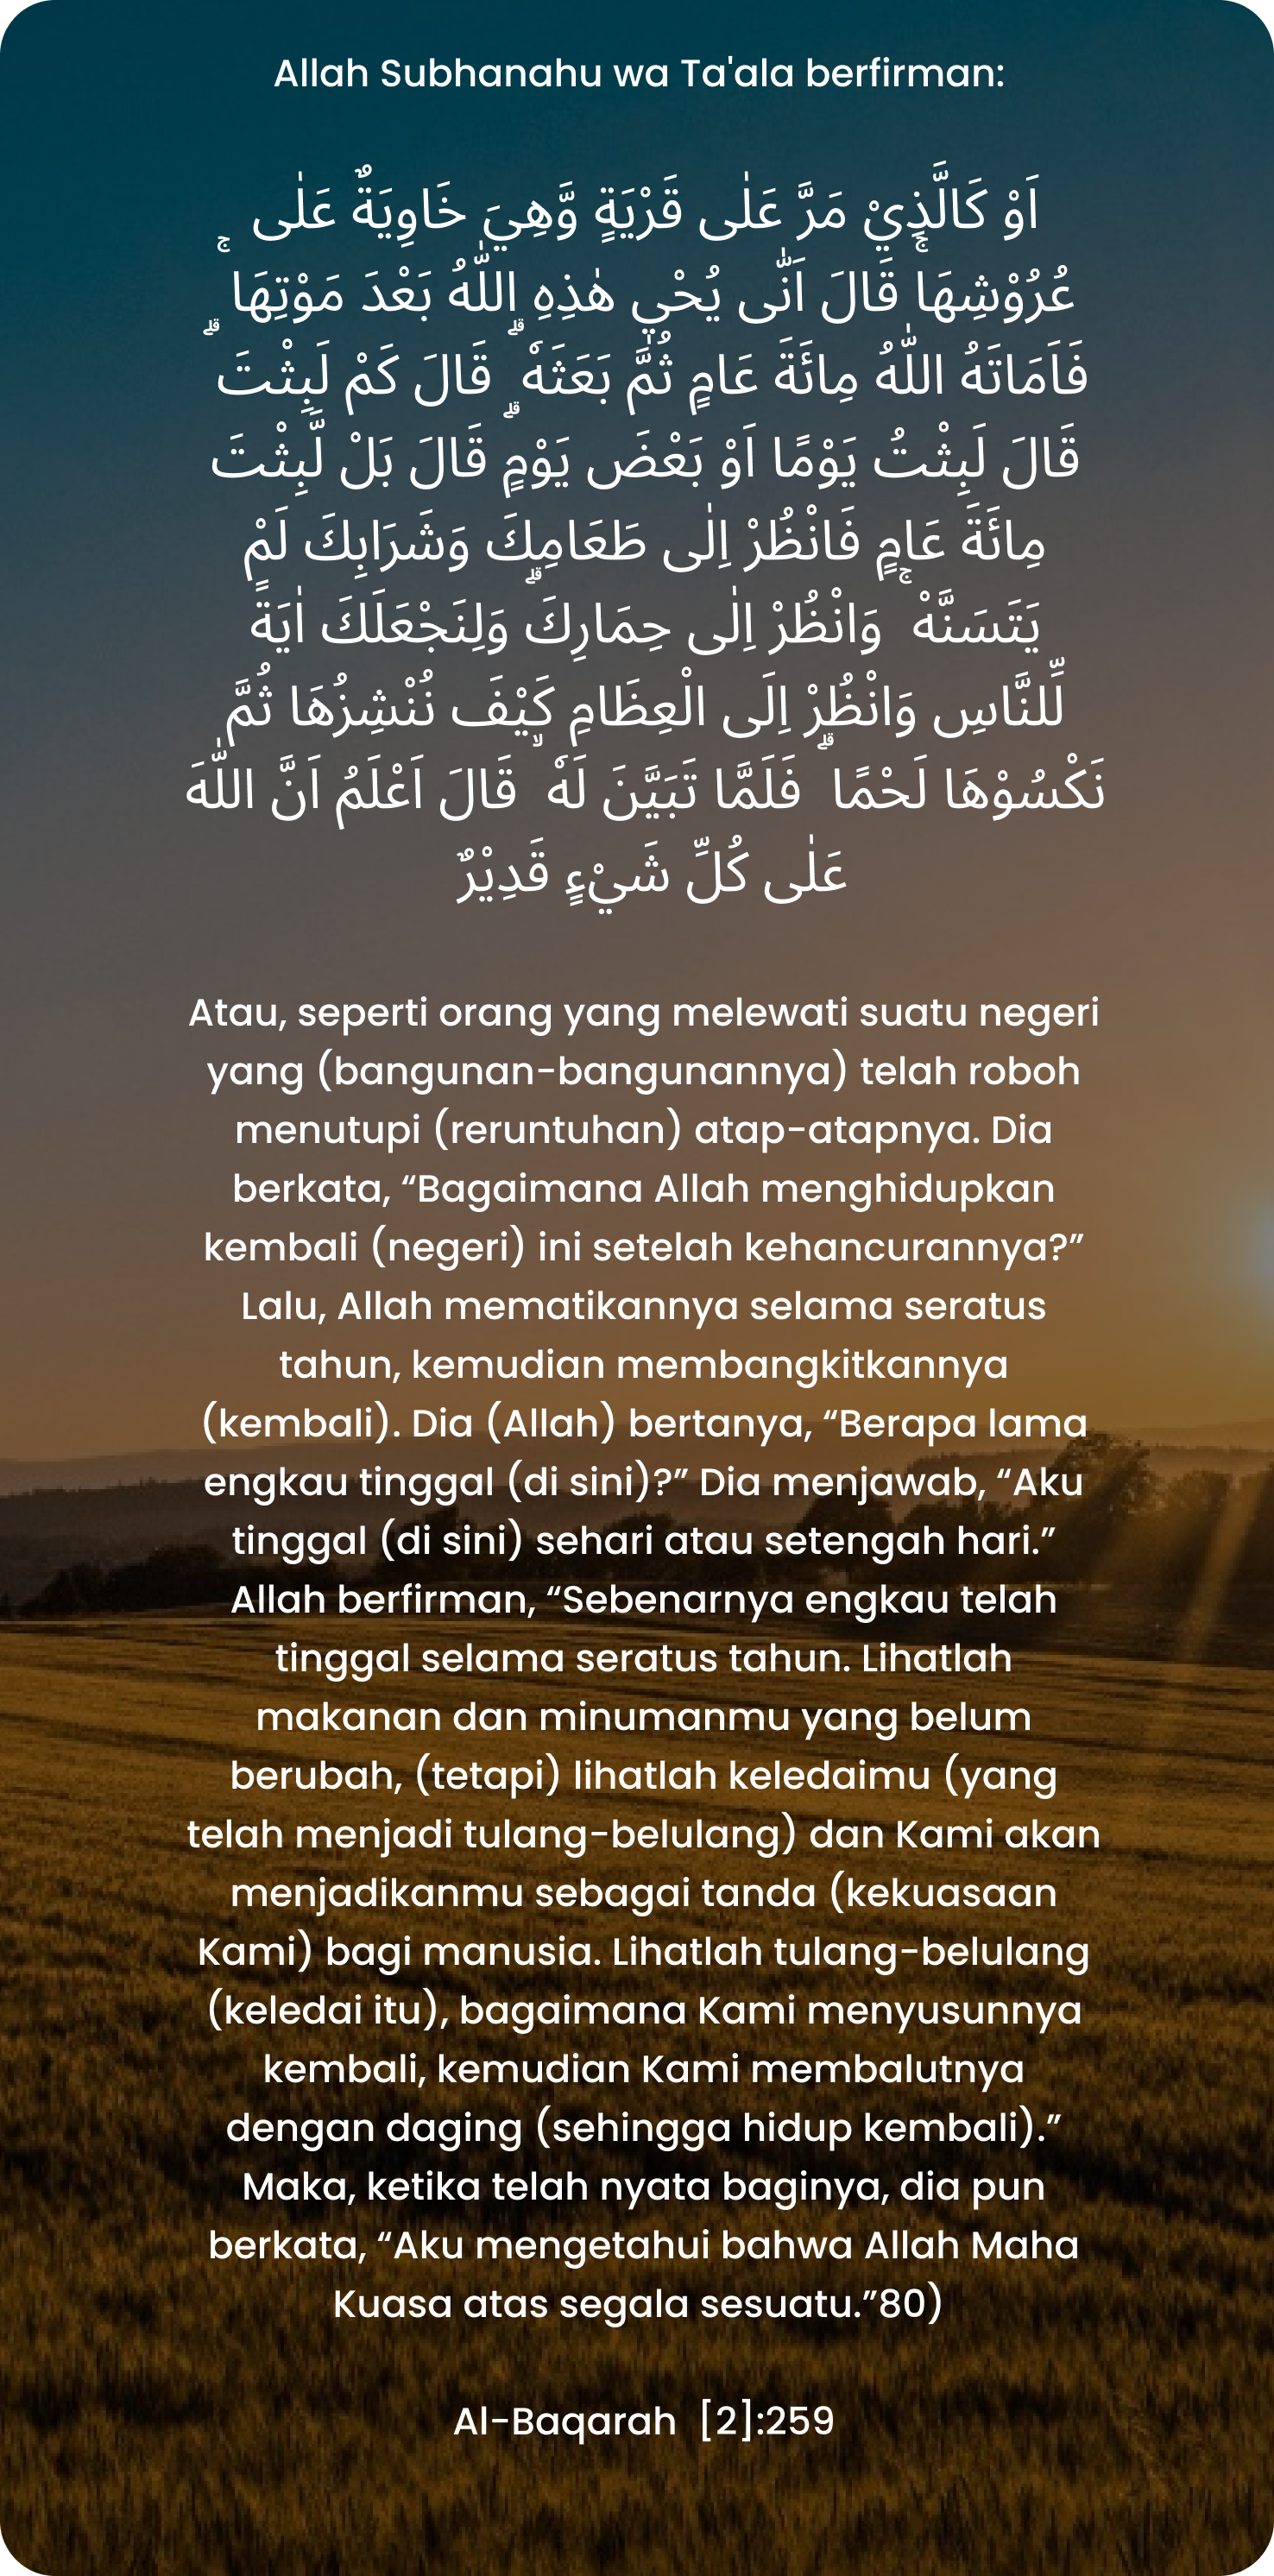 Allah Subhanahu wa Ta'ala berfirman:
اَوْ كَالَّذِيْ مَرَّ عَلٰى قَرْيَةٍ وَّهِيَ خَاوِيَةٌ عَلٰى
عُرُوْشِهَاۚ قَالَ اَنّٰى يُحْيٖ هٰذِهِ اللّٰهُ بَعْدَ مَوْتِهَا ۚ
فَاَمَاتَهُ اللّٰهُ مِائَةَ عَامٍ ثُمَّ بَعَثَهٗ ۗ قَالَ كَمْ لَبِثْتَ ۗ
قَالَ لَبِثْتُ يَوْمًا اَوْ بَعْضَ يَوْمٍۗ قَالَ بَلْ لَّبِثْتَ
مِائَةَ عَامٍ فَانْظُرْ اِلٰى طَعَامِكَ وَشَرَابِكَ لَمْ
يَتَسَنَّهْ ۚ وَانْظُرْ اِلٰى حِمَارِكَۗ وَلِنَجْعَلَكَ اٰيَةً
لِّلنَّاسِ وَانْظُرْ اِلَى الْعِظَامِ كَيْفَ نُنْشِزُهَا ثُمَّ
نَكْسُوْهَا لَحْمًا ۗ فَلَمَّا تَبَيَّنَ لَهٗ ۙ قَالَ اَعْلَمُ اَنَّ اللّٰهَ
عَلٰى كُلِّ شَيْءٍ قَدِيْرٌ
Atau, seperti orang yang melewati suatu negeri
yang (bangunan-bangunannya) telah roboh
menutupi (reruntuhan) atap-atapnya. Dia
berkata, “Bagaimana Allah menghidupkan
kembali (negeri) ini setelah kehancurannya?”
Lalu, Allah mematikannya selama seratus
tahun, kemudian membangkitkannya
(kembali). Dia (Allah) bertanya, “Berapa lama
engkau tinggal (di sini)?” Dia menjawab, “Aku
tinggal (di sini) sehari atau setengah hari.”
Allah berfirman, “Sebenarnya engkau telah
tinggal selama seratus tahun. Lihatlah
makanan dan minumanmu yang belum
berubah, (tetapi) lihatlah keledaimu (yang
telah menjadi tulang-belulang) dan Kami akan
menjadikanmu sebagai tanda (kekuasaan
Kami) bagi manusia. Lihatlah tulang-belulang
(keledai itu), bagaimana Kami menyusunnya
kembali, kemudian Kami membalutnya
dengan daging (sehingga hidup kembali).”
Maka, ketika telah nyata baginya, dia pun
berkata, “Aku mengetahui bahwa Allah Maha
Kuasa atas segala sesuatu.”80)
Al-Baqarah [2]:259